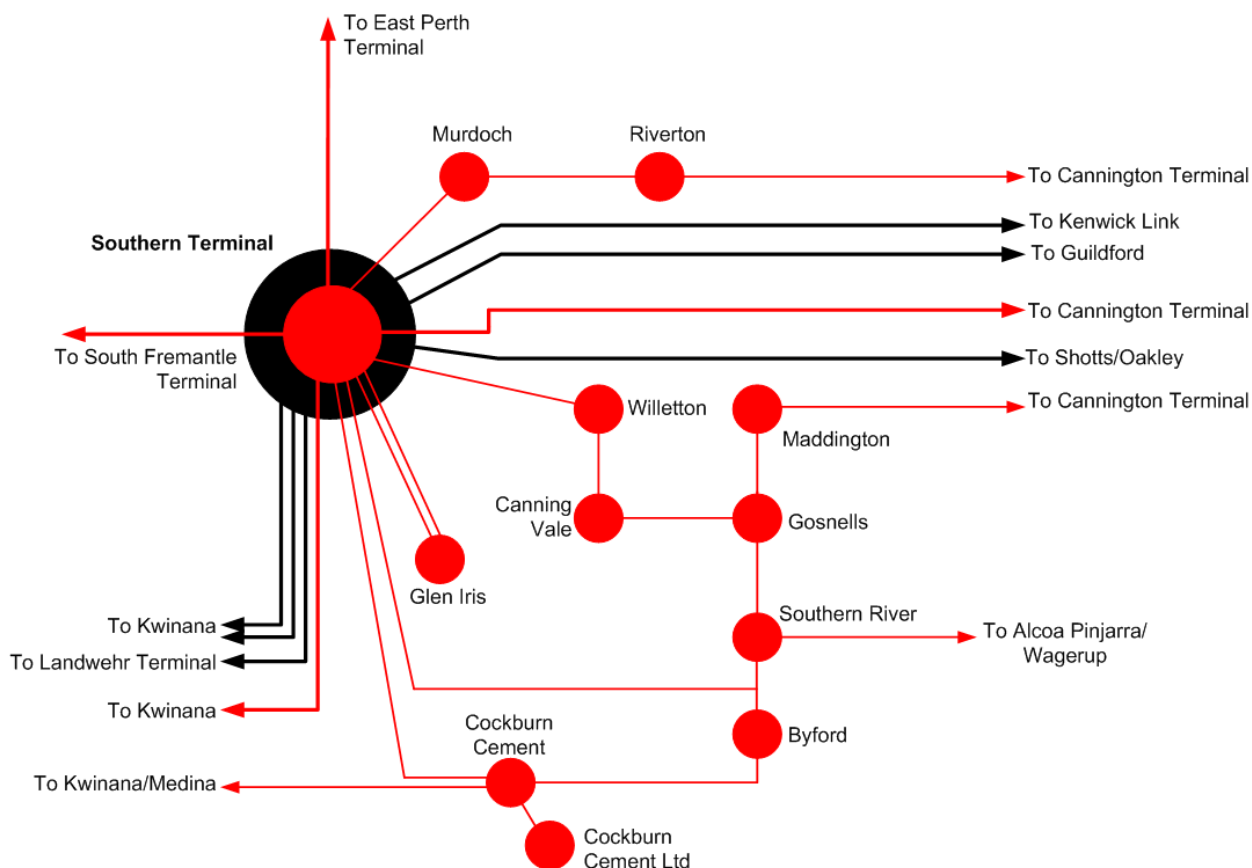 To East Perth
Terminal
Murdoch
Riverton
To Cannington Terminal
To Kenwick Link
Southern Terminal
To Guildford
To Cannington Terminal
To South Fremantle
Terminal
To Shotts/Oakley
Willetton
To Cannington Terminal
Maddington
Canning
Vale
Gosnells
Glen Iris
Southern River
To Kwinana
To Alcoa Pinjarra/
Wagerup
To Landwehr Terminal
To Kwinana
Cockburn
Cement
Byford
To Kwinana/Medina
Cockburn
Cement Ltd